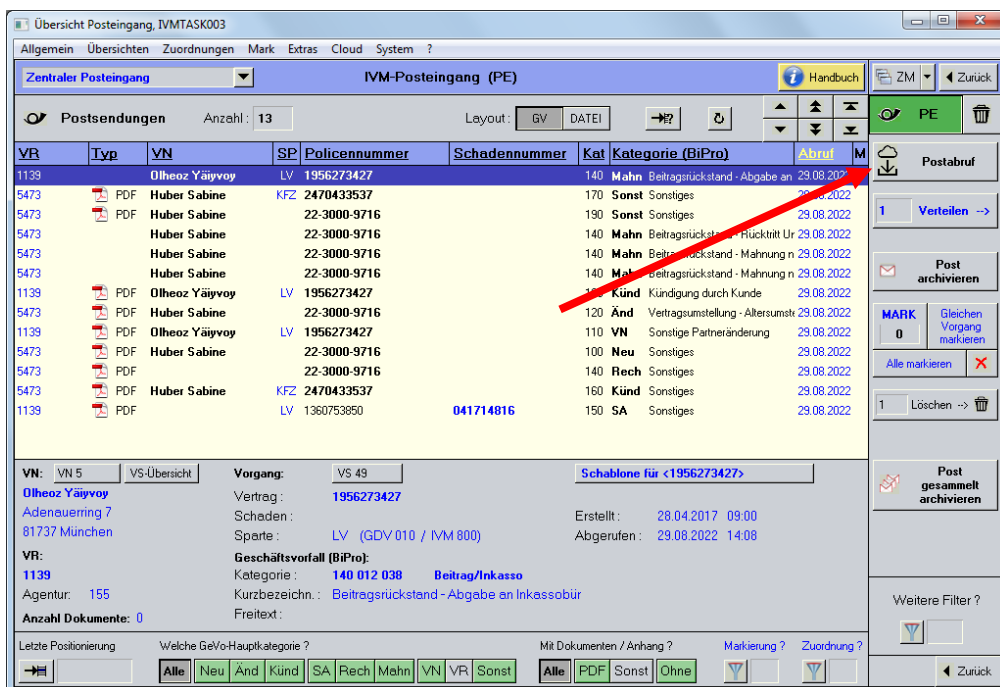 Übersicht Posteingang, IVMTASK003
Allgemein Übersichten Zuordnungen Mark Extras Cloud System ?
Zentraler Posteingang IVM-Posteingang (PE) Handbuch ZM Zurück
Postsendungen Anzahl : 13 Layout : GV DATEI PE
VR Typ VN SP Policennummer Schadennummer Kat Kategorie (BiPro) Abruf M
1139 Olheoz Yäiyvoy LV 1956273427 140 Mahn Beitragsrückstand - Abgabe an 29.08.2022
5473 PDF Huber Sabine KFZ 2470433537 170 Sonst Sonstiges 29.08.2022
5473 PDF Huber Sabine 22-3000-9716 190 Sonst Sonstiges 29.08.2022
5473 Huber Sabine 22-3000-9716 140 Mahn Beitragsrückstand - Rücktritt Ur 29.08.2022
5473 Huber Sabine 22-3000-9716 140 Mahn Beitragsrückstand - Mahnung n 29.08.2022
5473 Huber Sabine 22-3000-9716 140 Mahn Beitragsrückstand - Mahnung n 29.08.2022
1139 PDF Olheoz Yäiyvoy LV 1956273427 Künd Kündigung durch Kunde 29.08.2022
5473 PDF Huber Sabine 22-3000-9716 120 Änd Vertragsumstellung - Altersumste 29.08.2022
1139 PDF Olheoz Yäiyvoy LV 1956273427 110 VN Sonstige Partneränderung 29.08.2022
5473 PDF Huber Sabine 22-3000-9716 100 Neu Sonstiges 29.08.2022
5473 PDF 22-3000-9716 140 Rech Sonstiges 29.08.2022
5473 PDF Huber Sabine KFZ 2470433537 160 Künd Sonstiges 29.08.2022
1139 PDF LV 1360753850 041714816 150 SA Sonstiges 29.08.2022
Postabruf
1 Verteilen -->
Post
archivieren
MARK
0
Gleichen
Vorgang
markieren
Alle markieren
1 Löschen -->
Post
gesammelt
archivieren
VN: VN 5 VS-Übersicht Vorgang: VS 49 Schablone für <1956273427>
Olheoz Yäiyvoy Vertrag : 1956273427
Adenauerring 7 Schaden : Erstellt : 28.04.2017 09:00
81737 München Sparte : LV (GDV 010 / IVM 800) Abgerufen : 29.08.2022 14:08
VR: Geschäftsvorfall (BiPro):
1139 Kategorie : 140 012 038 Beitrag/Inkasso
Agentur: 155 Kurzbezeichn. : Beitragsrückstand - Abgabe an Inkassobür
Anzahl Dokumente: 0 Freitext :
Weitere Filter ?
Letzte Positionierung Welche GeVo-Hauptkategorie ? Mit Dokumenten / Anhang ? Markierung ? Zuordnung ?
Alle Neu Änd Künd SA Rech Mahn VN VR Sonst Alle PDF Sonst Ohne Zurück